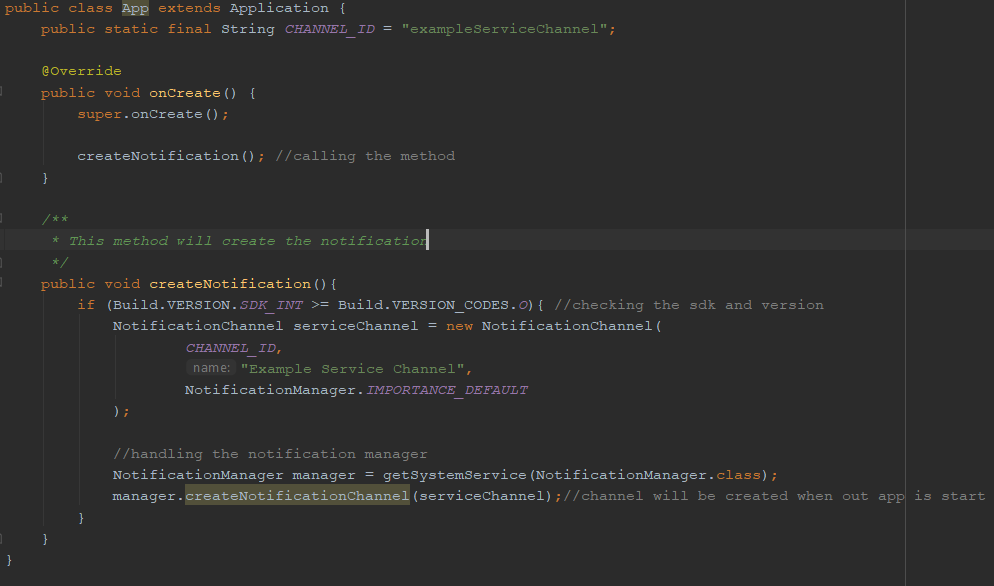 public class App extends Application {
public static final String CHANNEL_ID = "exampleServiceChannel";
@Override
public void onCreate() {
super.onCreate();
createNotification(); //calling the method
}
/**
* This method will create the notification
*/
public void createNotification(){
if (Build.VERSION.SDK_INT >= Build.VERSION_CODES.O){ //checking the sdk and version
NotificationChannel serviceChannel = new NotificationChannel(
CHANNEL_ID,
name: "Example Service Channel",
NotificationManager.IMPORTANCE_DEFAULT
);
//handling the notification manager
NotificationManager manager = getSystemService(NotificationManager.class);
manager.createNotificationChannel(serviceChannel);//channel will be created when out app is start
}
}
}